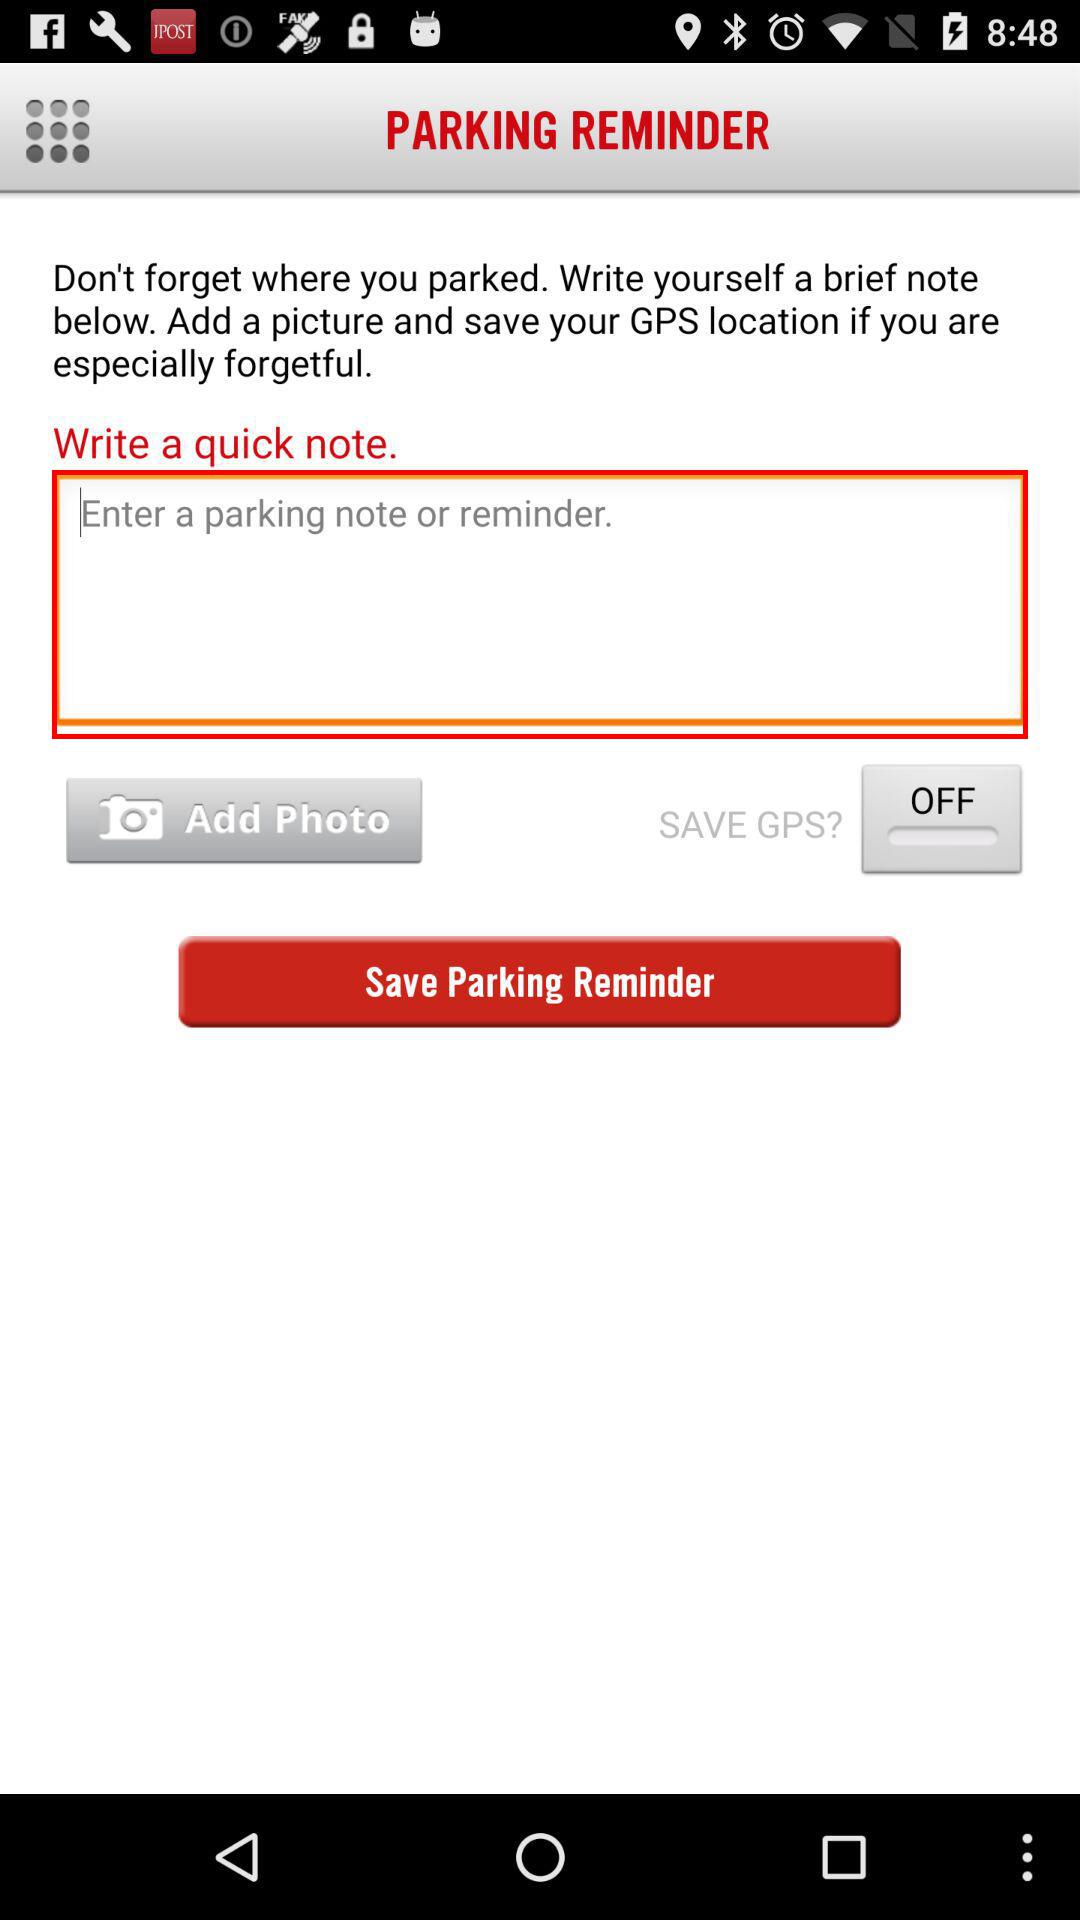 JPOST
FAKE
8:48
PARKING REMINDER
Don't forget where you parked. Write yourself a brief note
below. Add a picture and save your GPS location if you are
especially forgetful.
Write a quick note.
Enter a parking note or reminder.
Add Photo
SAVE GPS?
OFF
Save Parking Reminder